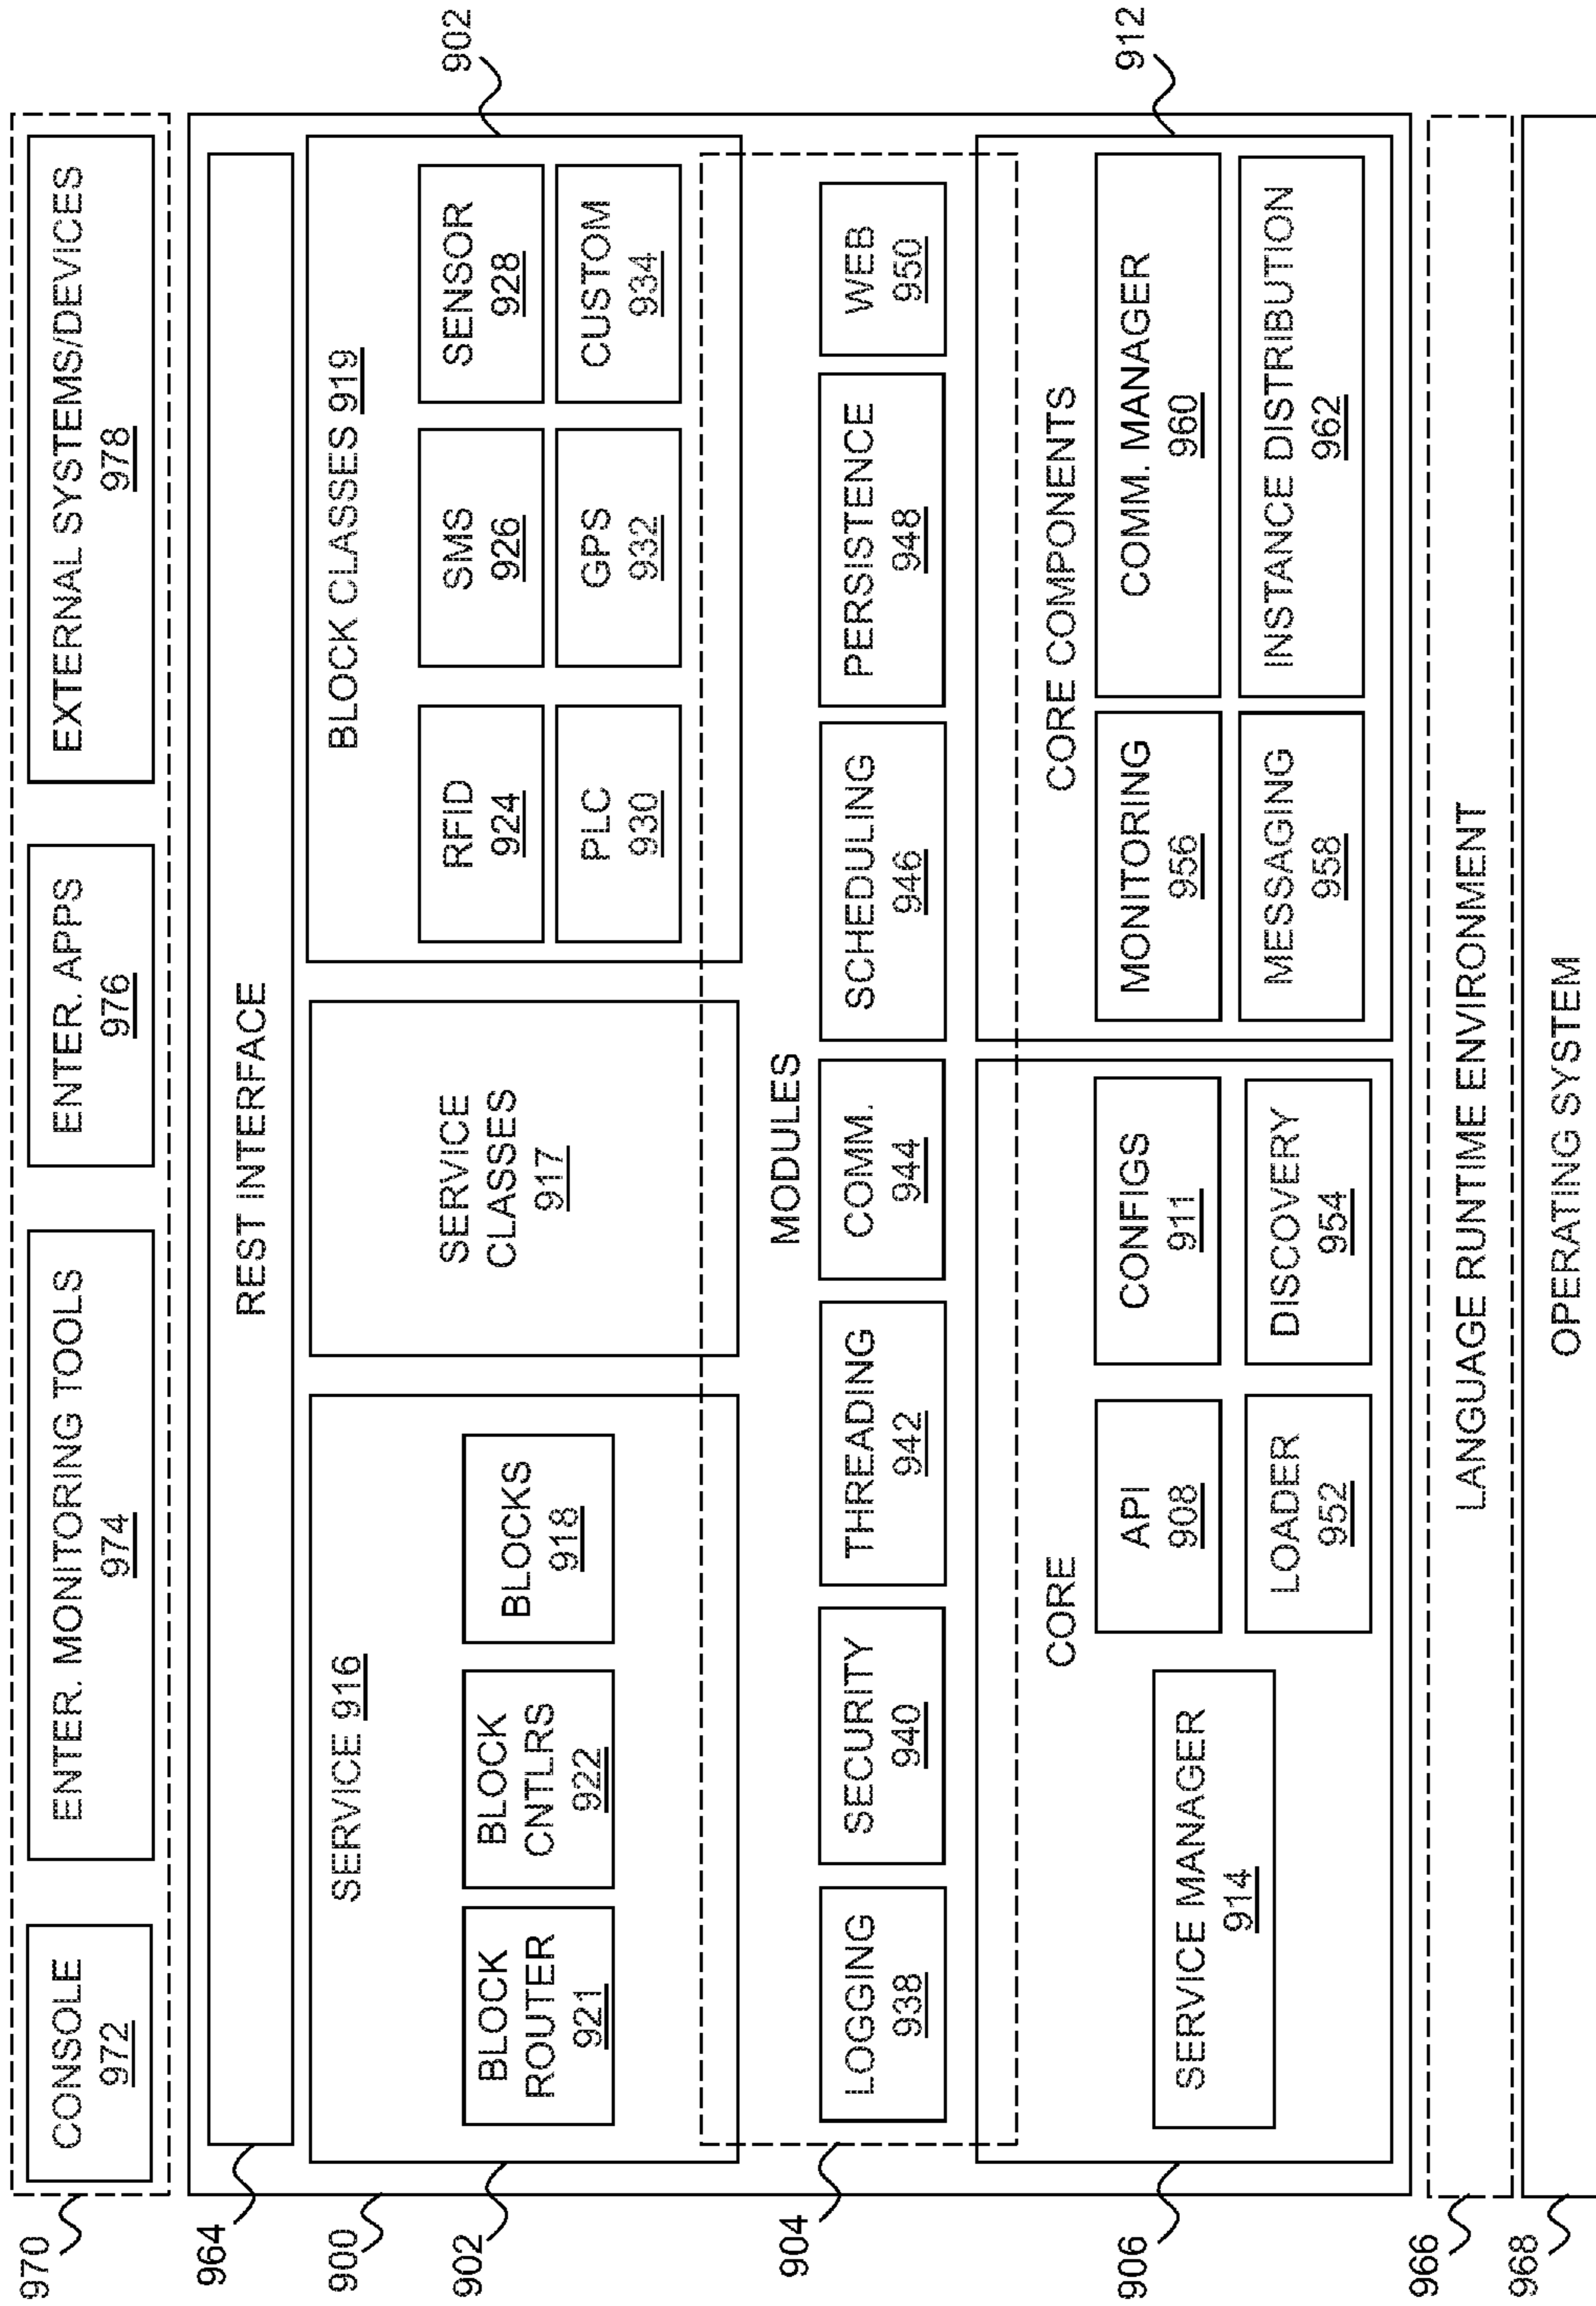 970
CONSOLE
972
ENTER. MONITORING TOOLS
974
ENTER. APPS
976
EXTERNAL SYSTEMS/DEVICES
978
964
REST INTERFACE
900
902
SERVICE 916
BLOCK
ROUTER
921
BLOCK
CNTLRS
922
BLOCKS
918
SERVICE
CLASSES
917
BLOCK CLASSES 919
902
RFID
924
SMS
926
SENSOR
928
PLC
930
GPS
932
CUSTOM
934
904
MODULES
LOGGING
938
SECURITY
940
THREADING
942
COMM.
944
SCHEDULING
946
PERSISTENCE
948
WEB
950
906
CORE
SERVICE MANAGER
914
API
908
CONFIGS
911
LOADER
952
DISCOVERY
954
912
CORE COMPONENTS
MONITORING
956
COMM. MANAGER
960
MESSAGING
958
INSTANCE DISTRIBUTION
962
966
LANGUAGE RUNTIME ENVIRONMENT
968
OPERATING SYSTEM